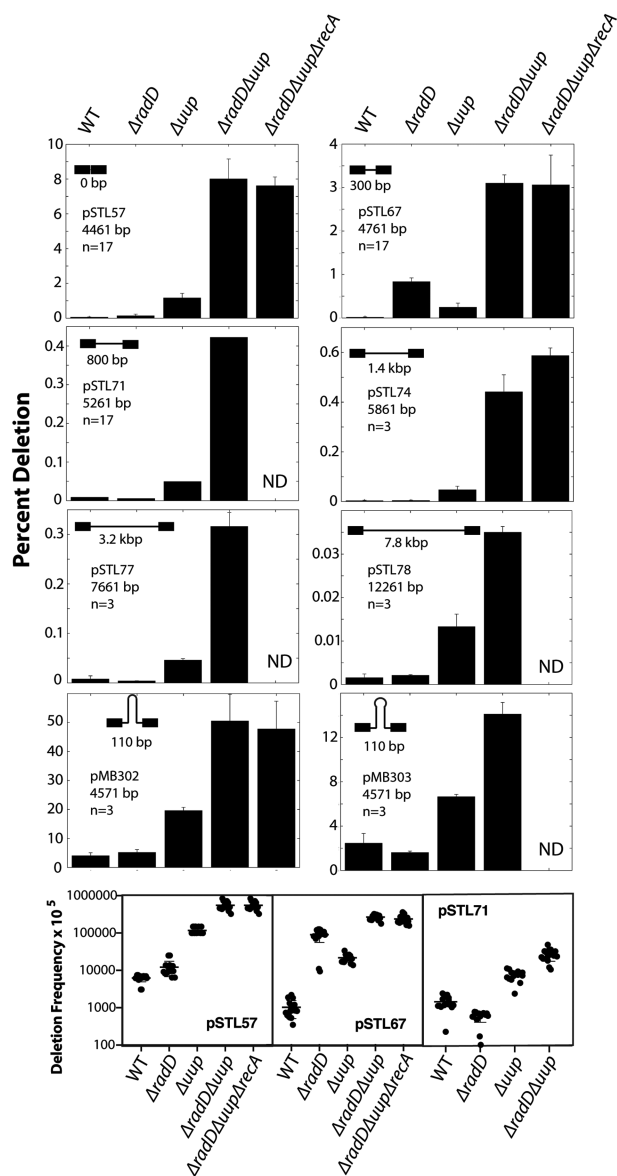 WT ΔradD Δuup ΔradDΔuup ΔradDΔuupΔrecA
WT ΔradD Δuup ΔradDΔuup ΔradDΔuupΔrecA
Percent Deletion
10
8
6
4
2
0
0 bp
pSTL57
4461 bp
n=17
4
3
2
1
0
300 bp
pSTL67
4761 bp
n=17
0.4
0.3
0.2
0.1
0
800 bp
pSTL71
5261 bp
n=17
ND
0.6
0.4
0.2
0
1.4 kbp
pSTL74
5861 bp
n=3
0.3
0.2
0.1
0
3.2 kbp
pSTL77
7661 bp
n=3
ND
0.03
0.02
0.01
0
7.8 kbp
pSTL78
12261 bp
n=3
ND
50
40
30
20
10
0
110 bp
pMB302
4571 bp
n=3
12
8
4
0
110 bp
pMB303
4571 bp
n=3
ND
Deletion Frequency x 10^5
1000000
100000
10000
1000
100
pSTL57
pSTL67
pSTL71
WT ΔradD Δuup ΔradDΔuup ΔradDΔuupΔrecA
WT ΔradD Δuup ΔradDΔuup ΔradDΔuupΔrecA
WT ΔradD Δuup ΔradDΔuup